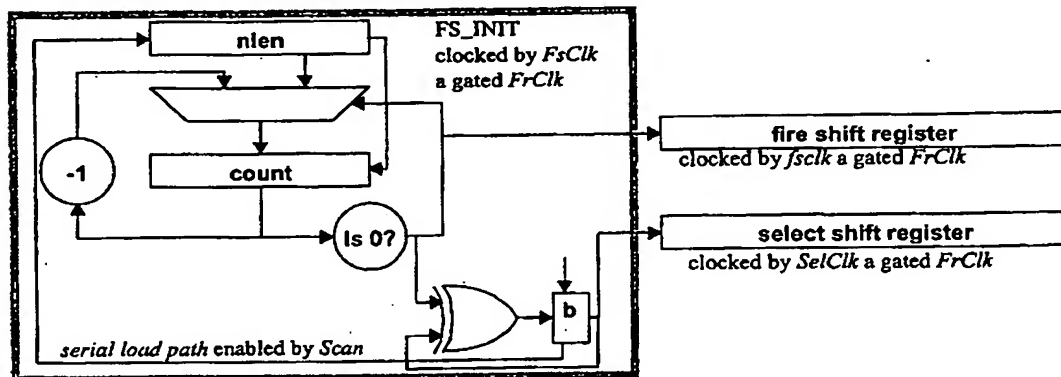 nlen
FS_INIT
clocked by FsClk
a gated FrClk
fire shift register
clocked by fsclk a gated FrClk
-1
count
Is 0?
select shift register
clocked by SelClk a gated FrClk
b
serial load path enabled by Scan